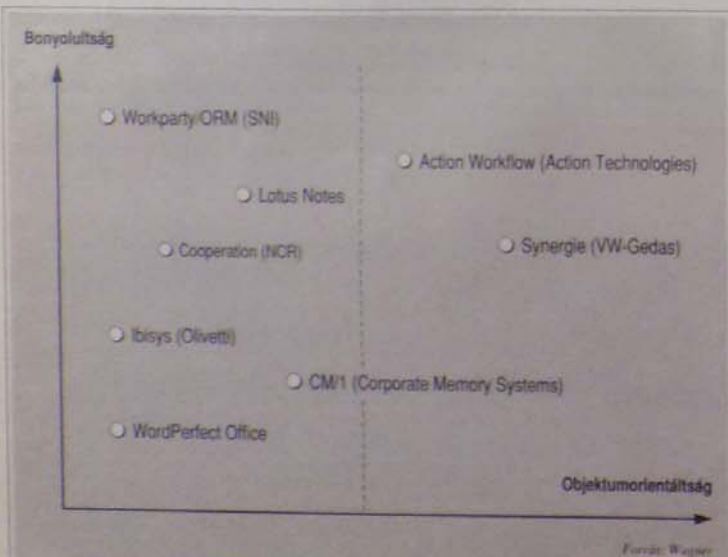 Bonyolultság
Workparty/ORM (SNI)
Action Workflow (Action Technologies)
Lotus Notes
Cooperation (NCR)
Synergie (VW-Gedas)
Ibisys (Olivetti)
CM/1 (Corporate Memory Systems)
WordPerfect Office
Objektumorientáltság
Forrás: Wagner